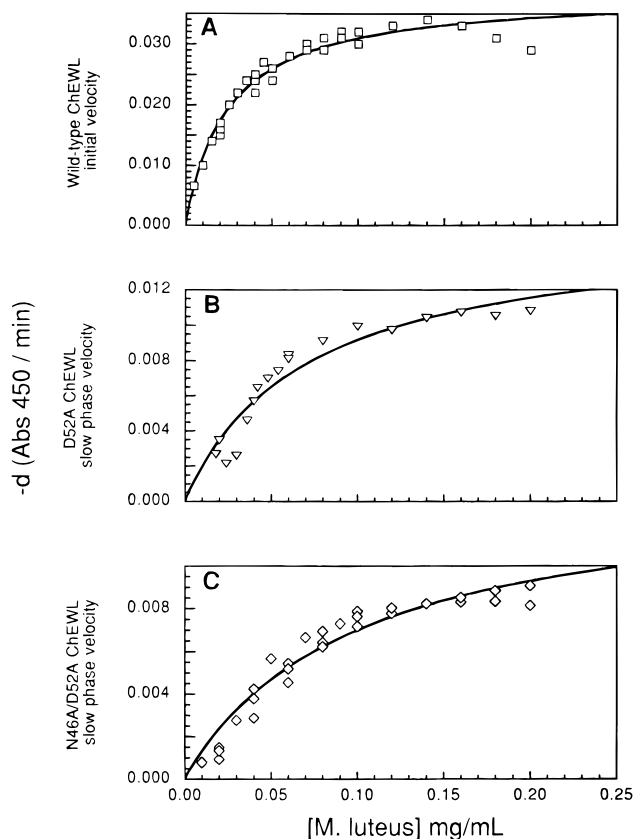 A
Wild-type ChEWL
initial velocity
0.030
0.020
0.010
0.000
B
D52A ChEWL
slow phase velocity
0.012
0.008
0.004
0.000
-d (Abs 450 / min)
C
N46A/D52A ChEWL
slow phase velocity
0.008
0.004
0.000
0.00 0.05 0.10 0.15 0.20 0.25
[M. luteus] mg/mL